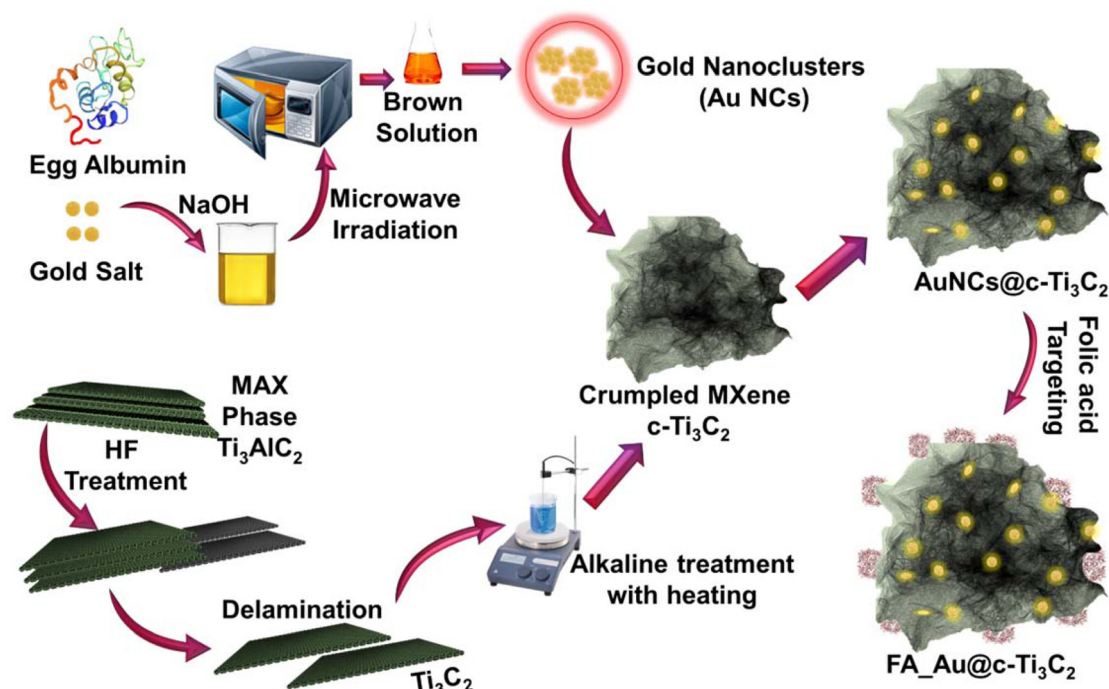 Egg Albumin
Gold Salt
NaOH
Microwave
Irradiation
Brown
Solution
Gold Nanoclusters
(Au NCs)
MAX
Phase
Ti₃AlC₂
HF
Treatment
Delamination
Ti₃C₂
Alkaline treatment
with heating
Crumpled MXene
c-Ti₃C₂
AuNCs@c-Ti₃C₂
Folic acid
Targeting
FA_Au@c-Ti₃C₂